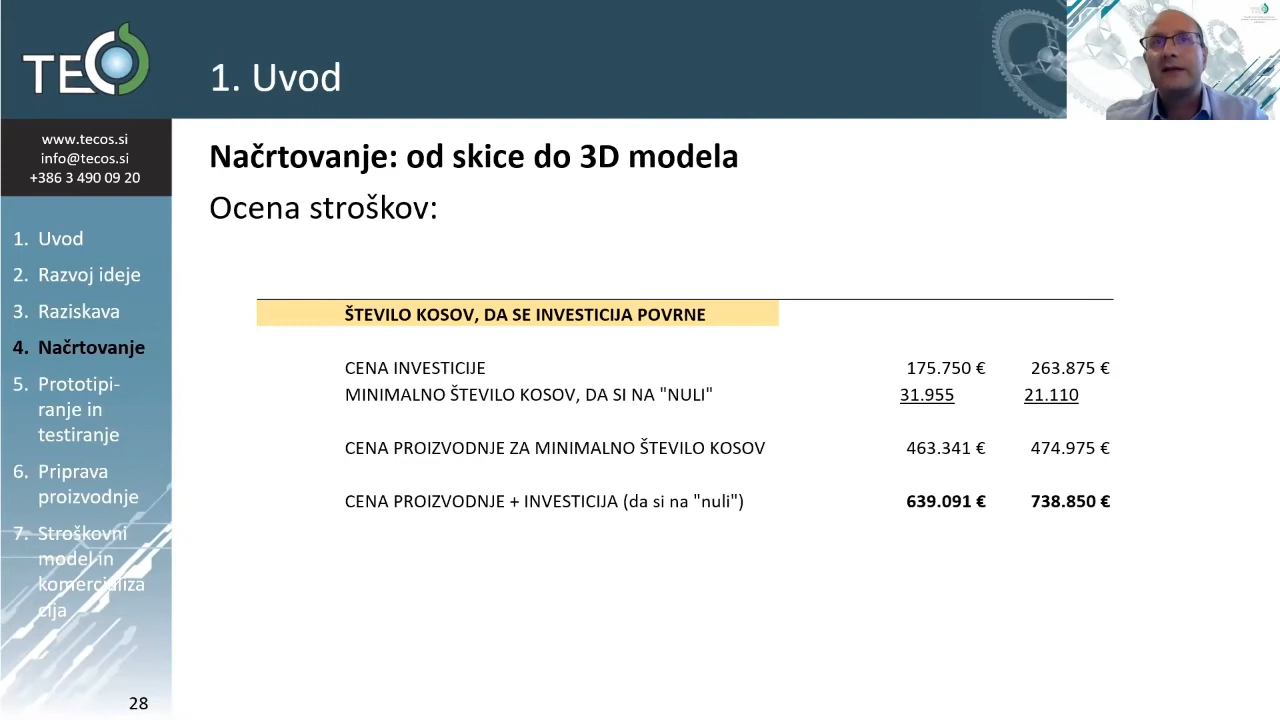 TECOS
1. Uvod
www.tecos.si
info@tecos.si
+386 3 490 09 20
1. Uvod
2. Razvoj ideje
3. Raziskava
4. Načrtovanje
5. Prototipi-
ranje in
testiranje
6. Priprava
proizvodnje
7. Stroškovni
model in
komercializa
cija
28
Načrtovanje: od skice do 3D modela
Ocena stroškov:
ŠTEVILO KOSOV, DA SE INVESTICIJA POVRNE
CENA INVESTICIJE 175.750 € 263.875 €
MINIMALNO ŠTEVILO KOSOV, DA SI NA "NULI" 31.955 21.110
CENA PROIZVODNJE ZA MINIMALNO ŠTEVILO KOSOV 463.341 € 474.975 €
CENA PROIZVODNJE + INVESTICIJA (da si na "nuli") 639.091 € 738.850 €